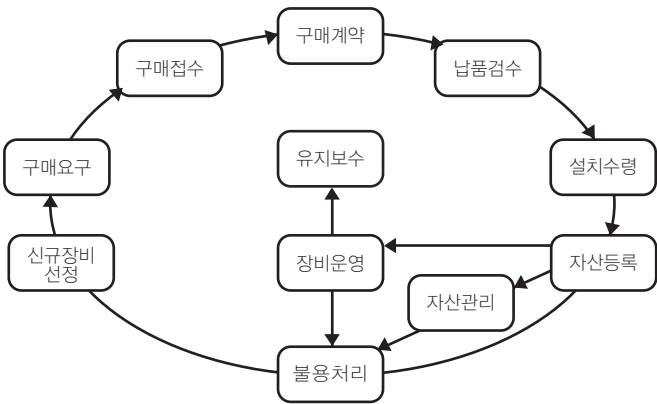 구매계약
구매접수
납품검수
유지보수
구매요구
설치수령
신규장비
선정
장비운영
자산등록
자산관리
불용처리